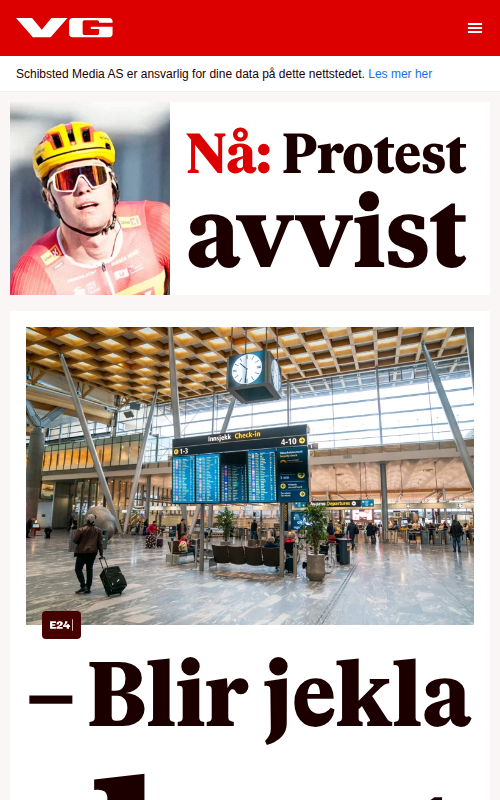 VG
Schibsted Media AS er ansvarlig for dine data på dette nettstedet. Les mer her
Nå: Protest
avvist
Innsjekk Check-in
1-3
4-10
Departures
E24
– Blir jekla